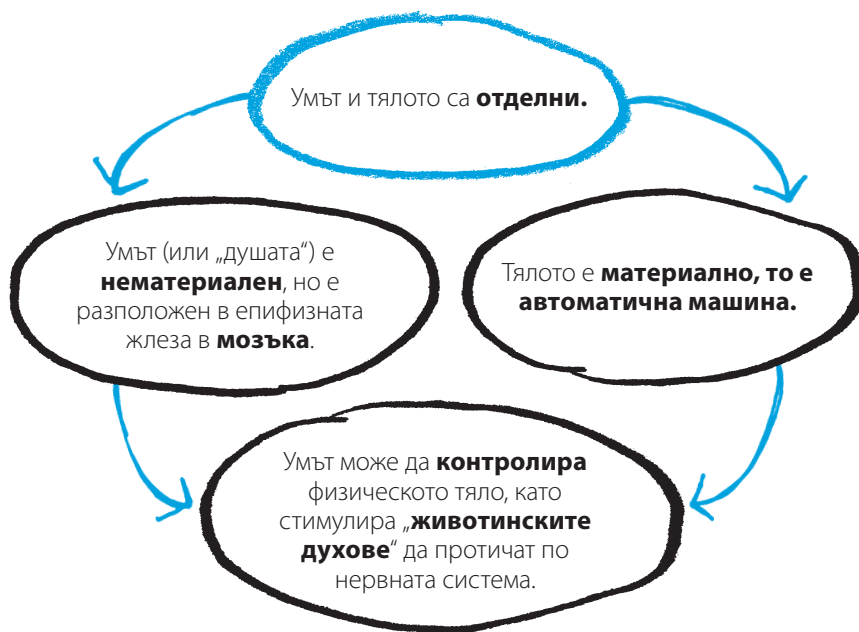 Умът и тялото са отделни.
Умът (или „душата“) е
нематериален, но е
разположен в епифизната
жлеза в мозъка.
Тялото е материално, то е
автоматична машина.
Умът може да контролира
физическото тяло, като
стимулира „животинските
духове“ да протичат по
нервната система.